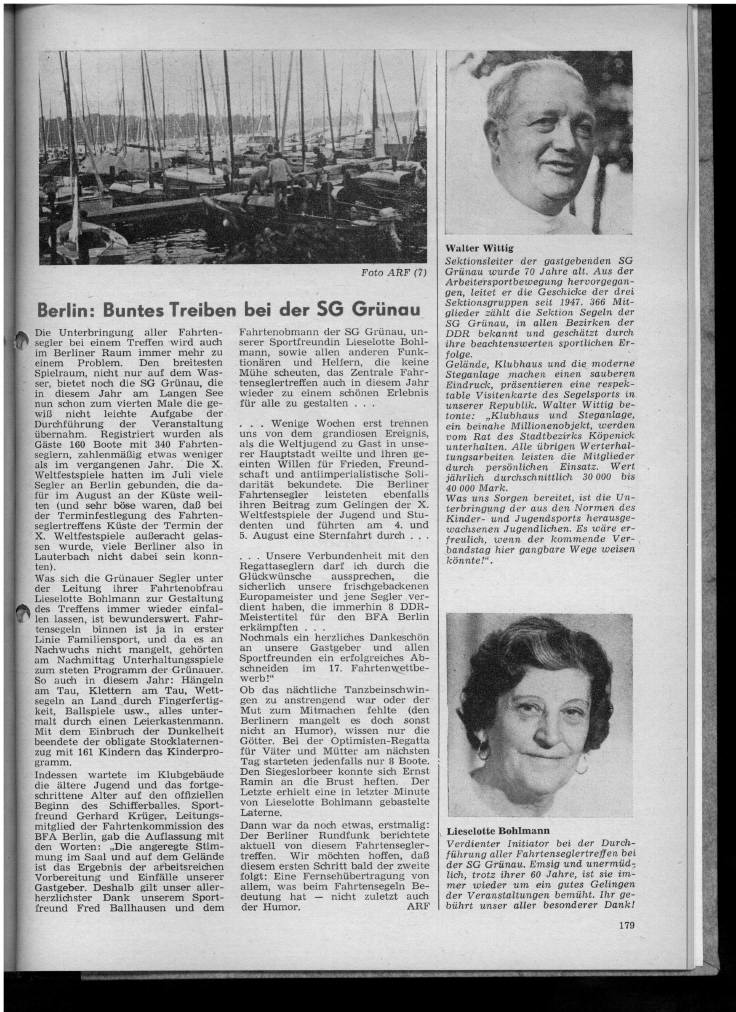 Foto ARF (7)
Berlin: Buntes Treiben bei der SG Grünau
Die Unterbringung aller Fahrten-
segler bei einem Treffen wird auch
im Berliner Raum immer mehr zu
einem Problem. Den breitesten
Spielraum, nicht nur auf dem Was-
ser, bietet noch die SG Grünau, die
in diesem Jahr am Langen See
nun schon zum vierten Male die ge-
wiß nicht leichte Aufgabe der
Durchführung der Veranstaltung
übernahm. Registriert wurden als
Gäste 160 Boote mit 340 Fahrten-
seglern, zahlenmäßig etwas weniger
als im vergangenen Jahr. Die X.
Weltfestspiele hatten im Juli viele
Segler an Berlin gebunden, die da-
für im August an der Küste weil-
ten (und sehr böse waren, daß bei
der Terminfestlegung des Fahrten-
seglertreffens Küste der Termin der
X. Weltfestspiele außeracht gelas-
sen wurde, viele Berliner also in
Lauterbach nicht dabei sein konn-
ten).
Was sich die Grünauer Segler unter
der Leitung ihrer Fahrtenobfrau
Lieselotte Bohlmann zur Gestaltung
des Treffens immer wieder einfal-
len lassen, ist bewundernswert. Fahr-
tensegeln binnen ist ja in erster
Linie Familiensport, und da es an
Nachwuchs nicht mangelt, gehörten
am Nachmittag Unterhaltungsspiele
zum steten Programm der Grünauer.
So auch in diesem Jahr: Hängeln
am Tau, Klettern am Tau, Wett-
segeln an Land durch Fingerfertig-
keit, Ballspiele usw., alles unter-
malt durch einen Leierkastenmann.
Mit dem Einbruch der Dunkelheit
beendete der obligate Stocklaternen-
zug mit 161 Kindern das Kinderpro-
gramm.
Indessen wartete im Klubgebäude
die ältere Jugend und das fortge-
schrittene Alter auf den offiziellen
Beginn des Schifferballes. Sport-
freund Gerhard Krüger, Leitungs-
mitglied der Fahrtenkommission des
BFA Berlin, gab die Auflassung mit
den Worten: „Die angeregte Stim-
mung im Saal und auf dem Gelände
ist das Ergebnis der arbeitsreichen
Vorbereitung und Einfälle unserer
Gastgeber. Deshalb gilt unser aller-
herzlichster Dank unserem Sport-
freund Fred Ballhausen und dem
Fahrtenobmann der SG Grünau, un-
serer Sportfreundin Lieselotte Bohl-
mann, sowie allen anderen Funk-
tionären und Helfern, die keine
Mühe scheuten, das Zentrale Fahr-
tenseglertreffen auch in diesem Jahr
wieder zu einem schönen Erlebnis
für alle zu gestalten . . .
. . . Wenige Wochen erst trennen
uns von dem grandiosen Ereignis,
als die Weltjugend zu Gast in unse-
rer Hauptstadt weilte und ihren ge-
einten Willen für Frieden, Freund-
schaft und antiimperialistische Soli-
darität bekundete. Die Berliner
Fahrtensegler leisteten ebenfalls
ihren Beitrag zum Gelingen der X.
Weltfestspiele der Jugend und Stu-
denten und führten am 4. und
5. August eine Sternfahrt durch . . .
. . . Unsere Verbundenheit mit den
Regattaseglern darf ich durch die
Glückwünsche aussprechen, die
sicherlich unsere frischgebackenen
Europameister und jene Segler ver-
dient haben, die immerhin 8 DDR-
Meistertitel für den BFA Berlin
erkämpften . . .
Nochmals ein herzliches Dankeschön
an unsere Gastgeber und allen
Sportfreunden ein erfolgreiches Ab-
schneiden im 17. Fahrtenwettbe-
werb!"
Ob das nächtliche Tanzbeinschwin-
gen zu anstrengend war oder der
Mut zum Mitmachen fehlte (den
Berlinern mangelt es doch sonst
nicht an Humor), wissen nur die
Götter. Bei der Optimisten-Regatta
für Väter und Mütter am nächsten
Tag starteten jedenfalls nur 8 Boote.
Den Siegeslorbeer konnte sich Ernst
Ramin an die Brust heften. Der
Letzte erhielt eine in letzter Minute
von Lieselotte Bohlmann gebastelte
Laterne.
Dann war da noch etwas, erstmalig:
Der Berliner Rundfunk berichtete
aktuell von diesem Fahrtensegler-
treffen. Wir möchten hoffen, daß
diesem ersten Schritt bald der zweite
folgt: Eine Fernsehübertragung von
allem, was beim Fahrtensegeln Be-
deutung hat — nicht zuletzt auch
der Humor. ARF
Walter Wittig
Sektionsleiter der gastgebenden SG
Grünau wurde 70 Jahre alt. Aus der
Arbeitersportbewegung hervorgegan-
gen, leitet er die Geschicke der drei
Sektionsgruppen seit 1947. 366 Mit-
glieder zählt die Sektion Segeln der
SG Grünau, in allen Bezirken der
DDR bekannt und geschätzt durch
ihre beachtenswerten sportlichen Er-
folge.
Gelände, Klubhaus und die moderne
Steganlage machen einen sauberen
Eindruck, präsentieren eine respek-
table Visitenkarte des Segelsports in
unserer Republik. Walter Wittig be-
tonte: „Klubhaus und Steganlage,
ein beinahe Millionenobjekt, werden
vom Rat des Stadtbezirks Köpenick
unterhalten. Alle übrigen Werterhal-
tungsarbeiten leisten die Mitglieder
durch persönlichen Einsatz. Wert
jährlich durchschnittlich 30 000 bis
40 000 Mark.
Was uns Sorgen bereitet, ist die Un-
terbringung der aus den Normen des
Kinder- und Jugendsports herausge-
wachsenen Jugendlichen. Es wäre er-
freulich, wenn der kommende Ver-
bandstag hier gangbare Wege weisen
könnte!".
Lieselotte Bohlmann
Verdienter Initiator bei der Durch-
führung aller Fahrtenseglertreffen bei
der SG Grünau. Emsig und unermüd-
lich, trotz ihrer 60 Jahre, ist sie im-
mer wieder um ein gutes Gelingen
der Veranstaltungen bemüht. Ihr ge-
bührt unser aller besonderer Dank!
179